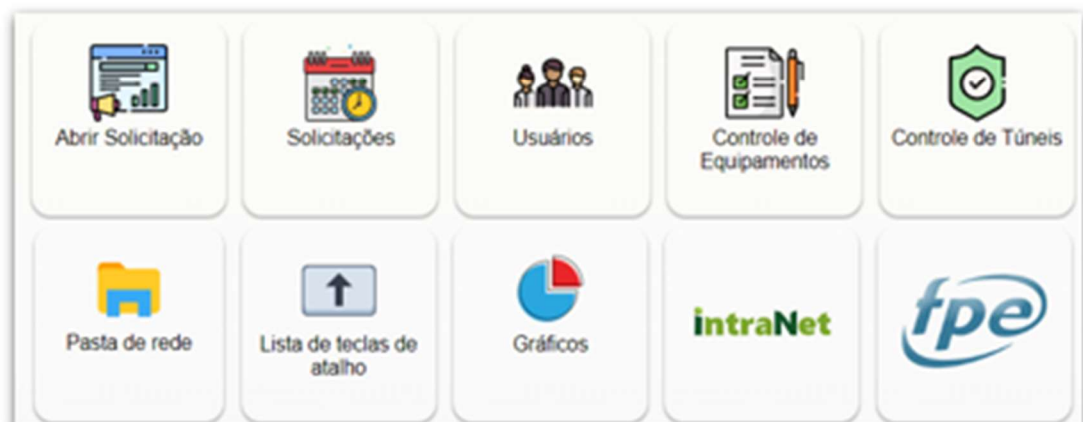 Abrir Solicitação
Solicitações
Usuários
Controle de
Equipamentos
Controle de Túneis
Pasta de rede
Lista de teclas de
atalho
Gráficos
intraNet
fpe